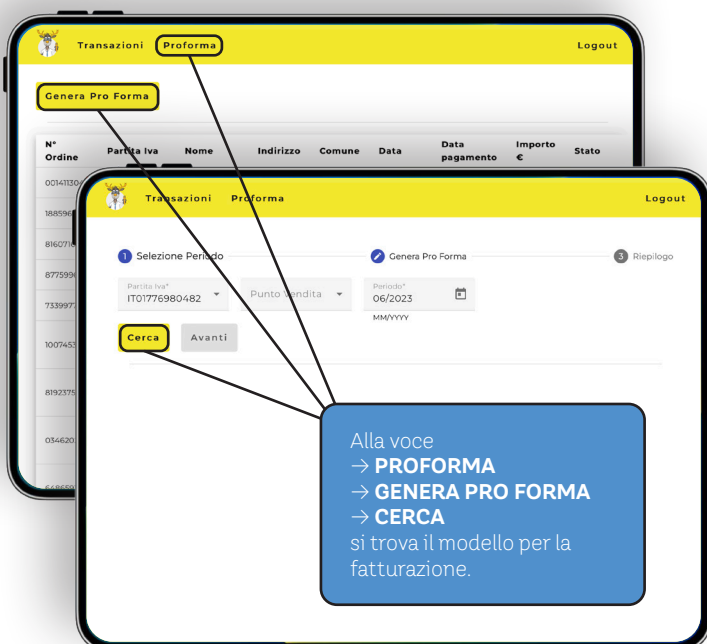 Transazioni Proforma Logout
Genera Pro Forma
N° Ordine Partita Iva Nome Indirizzo Comune Data Data pagamento Importo € Stato
Transazioni Proforma Logout
1 Selezione Periodo Genera Pro Forma 3 Riepilogo
Partita Iva* Periodo*
IT01776980482 Punto Vendita 06/2023
MM/YYYY
Cerca Avanti
Alla voce
→ PROFORMA
→ GENERA PRO FORMA
→ CERCA
si trova il modello per la
fatturazione.